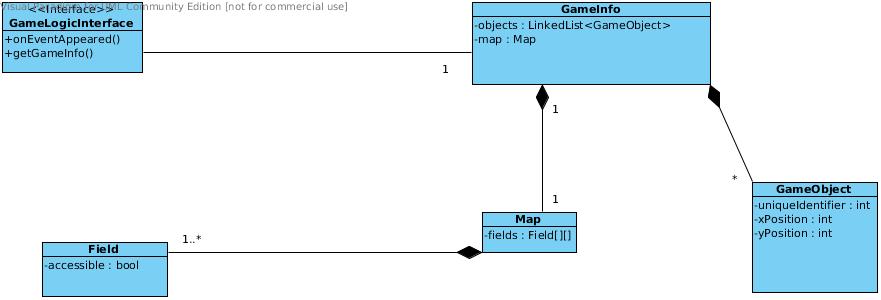 Visual Paradigm for UML Community Edition [not for commercial use]
<<Interface>>
GameLogicInterface
+onEventAppeared()
+getGameInfo()
1
GameInfo
-objects : LinkedList<GameObject>
-map : Map
1
1
*
Map
-fields : Field[][]
1..*
Field
-accessible : bool
GameObject
-uniqueIdentifier : int
-xPosition : int
-yPosition : int